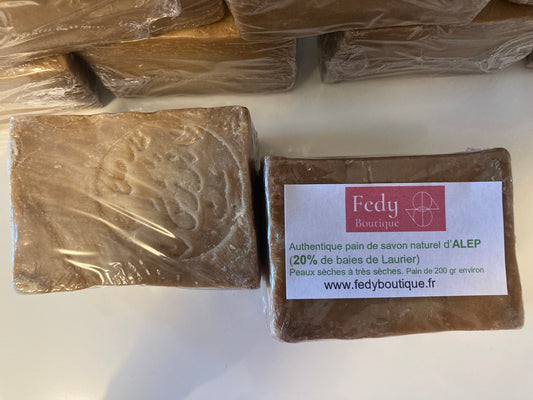 Fedy
Boutique
Authentique pain de savon naturel d'ALEP
(20% de baies de Laurier)
Peaux sèches à très sèches. Pain de 200 gr environ
www.fedyboutique.fr